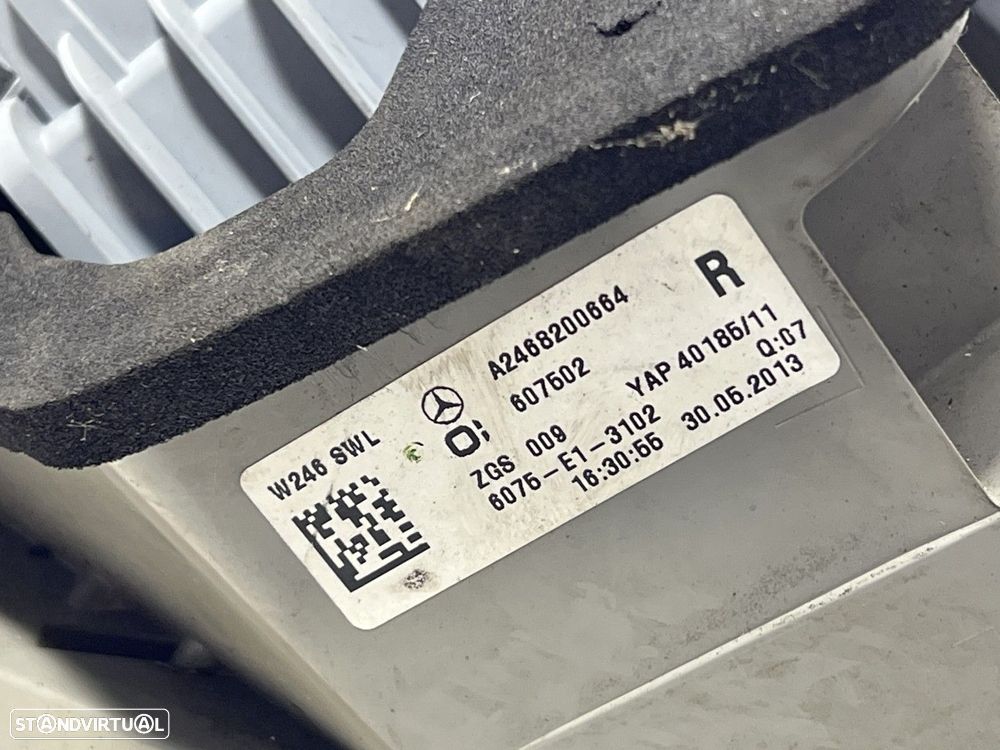 W246 SWL
A2468200664
R
607502
ZGS 009
YAP 40185/11
6075-E1-3102
Q:07
16:30:55 30.05.2013
STANDVIRTUAL